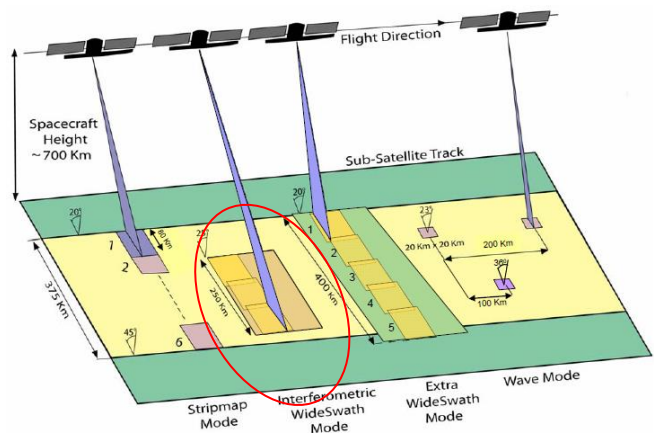 Flight Direction
Spacecraft
Height
~700 Km
Sub-Satellite Track
20°
1
80 Km
2
375 Km
45°
6
250 Km
20°
400 Km
1
2
3
4
5
23°
20 Km × 20 Km
200 Km
36°
100 Km
Stripmap
Mode
Interferometric
WideSwath
Mode
Extra
WideSwath
Mode
Wave Mode